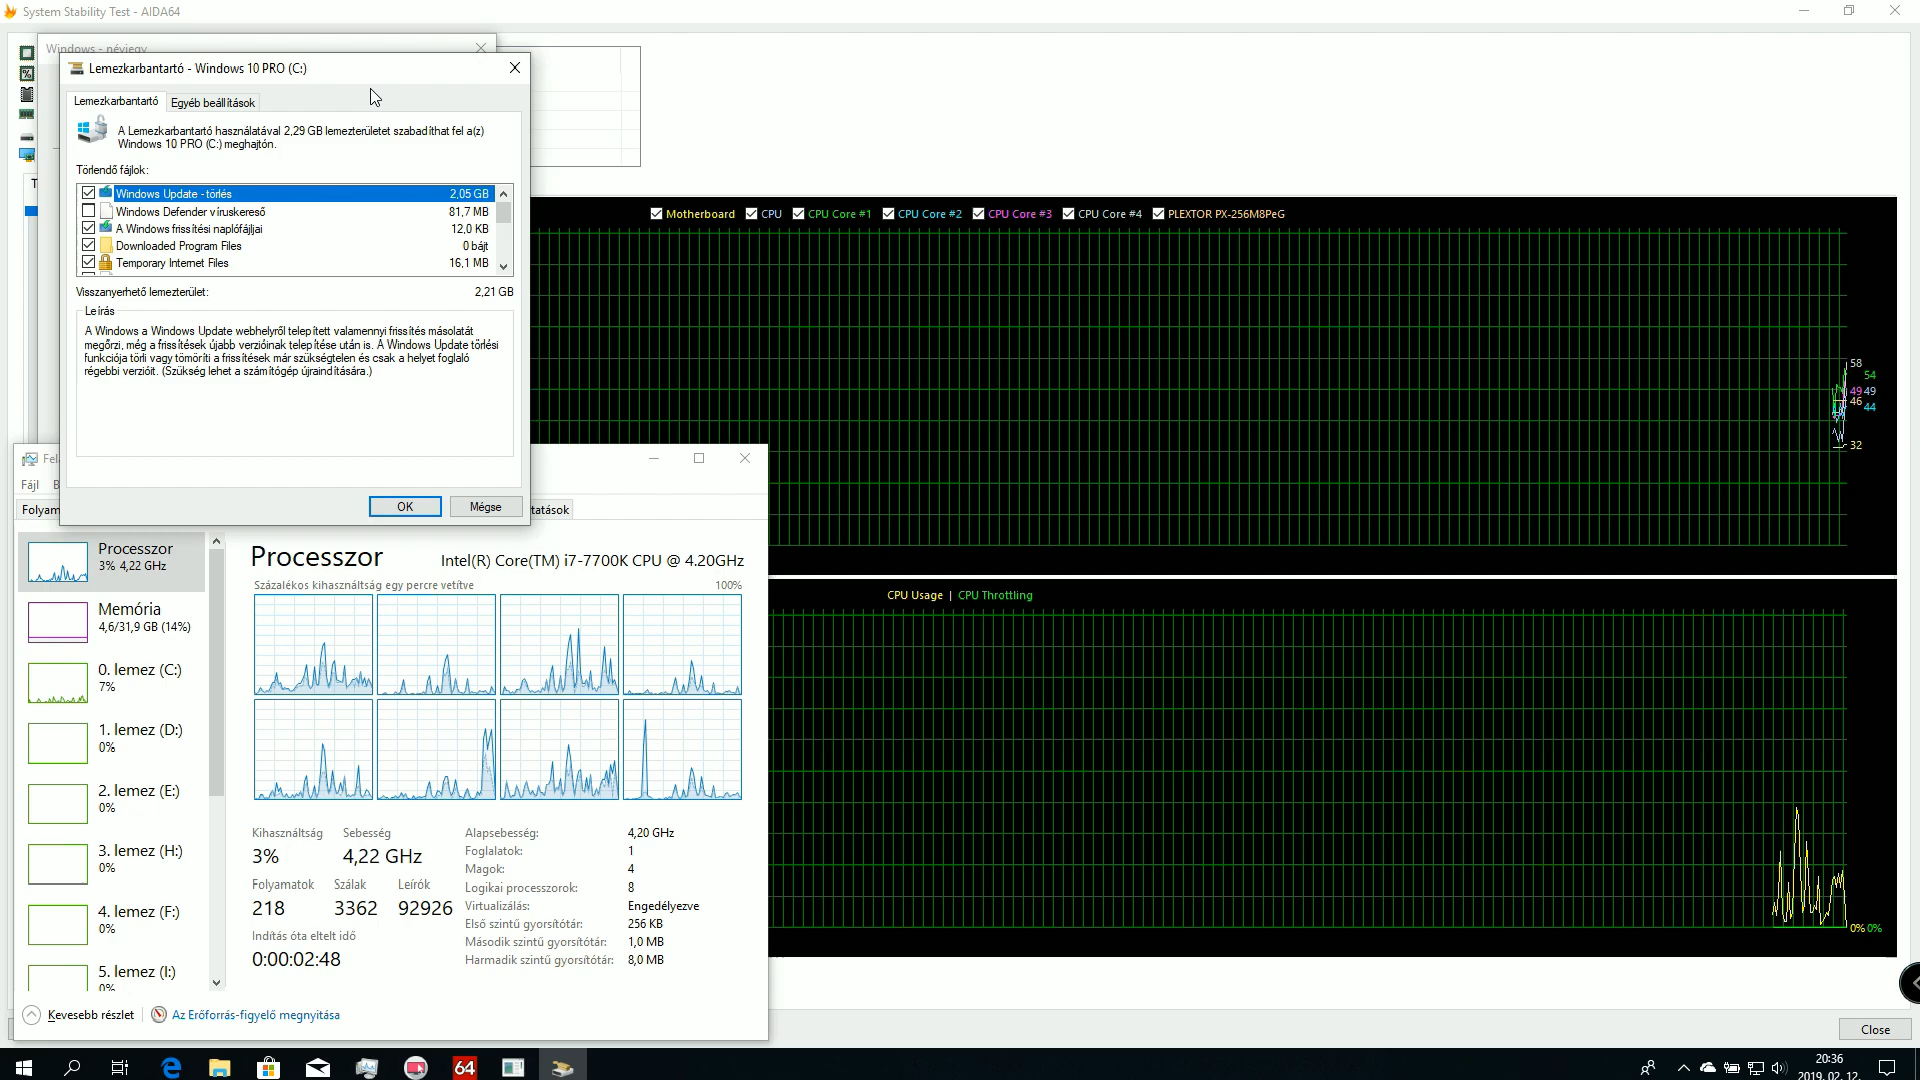 System Stability Test - AIDA64
Windows - névjegy
Lemezkarbantartó - Windows 10 PRO (C:)
Lemezkarbantartó
Egyéb beállítások
A Lemezkarbantartó használatával 2,29 GB lemezterületet szabadíthat fel a(z)
Windows 10 PRO (C:) meghajtón.
Törlendő fájlok:
Windows Update - törlés 2,05 GB
Windows Defender víruskereső 81,7 MB
A Windows frissítési naplófájljai 12,0 KB
Downloaded Program Files 0 bájt
Temporary Internet Files 16,1 MB
Visszanyerhető lemezterület: 2,21 GB
Leírás
A Windows a Windows Update webhelyről telepített valamennyi frissítés másolatát
megőrzi, még a frissítések újabb verzióinak telepítése után is. A Windows Update törlési
funkciója törli vagy tömöríti a frissítések már szükségtelen és csak a helyet foglaló
régebbi verzióit. (Szükség lehet a számítógép újraindítására.)
OK
Mégse
Motherboard CPU CPU Core #1 CPU Core #2 CPU Core #3 CPU Core #4 PLEXTOR PX-256M8PeG
58
54
49 49
46
44
32
CPU Usage | CPU Throttling
0% 0%
Fel
Fájl B
Folyam
tatások
Processzor
3% 4,22 GHz
Memória
4,6/31,9 GB (14%)
0. lemez (C:)
7%
1. lemez (D:)
0%
2. lemez (E:)
0%
3. lemez (H:)
0%
4. lemez (F:)
0%
5. lemez (I:)
0%
Processzor Intel(R) Core(TM) i7-7700K CPU @ 4.20GHz
Százalékos kihasználtság egy percre vetítve 100%
Kihasználtság Sebesség
3% 4,22 GHz
Folyamatok Szálak Leírók
218 3362 92926
Indítás óta eltelt idő
0:00:02:48
Alapsebesség: 4,20 GHz
Foglalatok: 1
Magok: 4
Logikai processzorok: 8
Virtualizálás: Engedélyezve
Első szintű gyorsítótár: 256 KB
Második szintű gyorsítótár: 1,0 MB
Harmadik szintű gyorsítótár: 8,0 MB
Kevesebb részlet
Az Erőforrás-figyelő megnyitása
Close
64
20:36
2019. 02. 12.